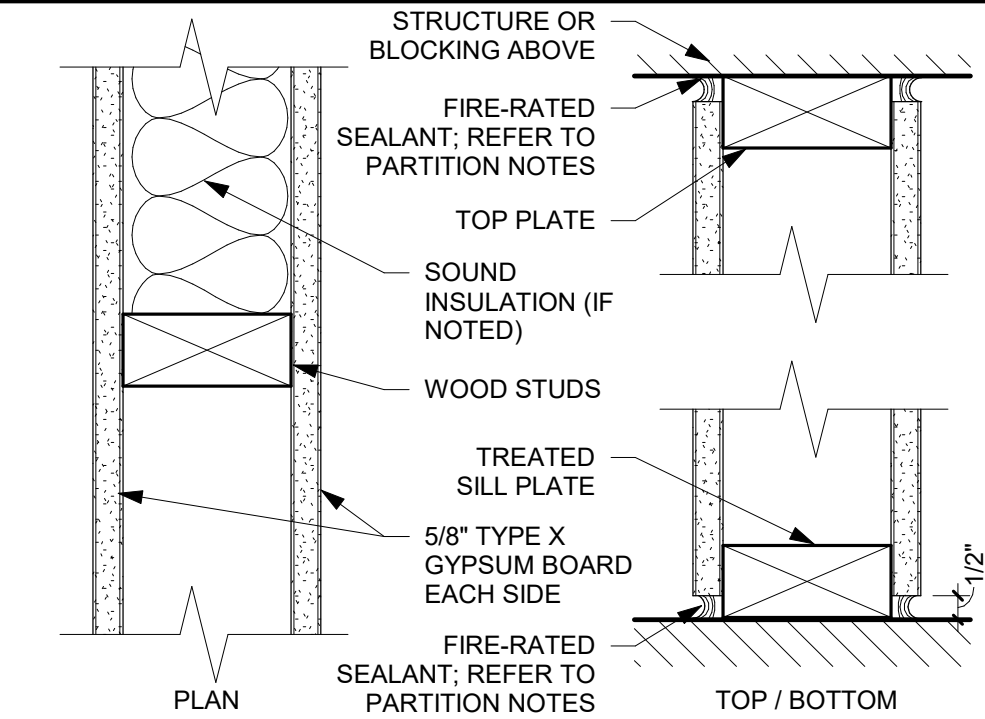 STRUCTURE OR
BLOCKING ABOVE
FIRE-RATED
SEALANT; REFER TO
PARTITION NOTES
TOP PLATE
SOUND
INSULATION (IF
NOTED)
WOOD STUDS
TREATED
SILL PLATE
5/8" TYPE X
GYPSUM BOARD
EACH SIDE
1/2"
FIRE-RATED
SEALANT; REFER TO
PARTITION NOTES
PLAN
TOP / BOTTOM